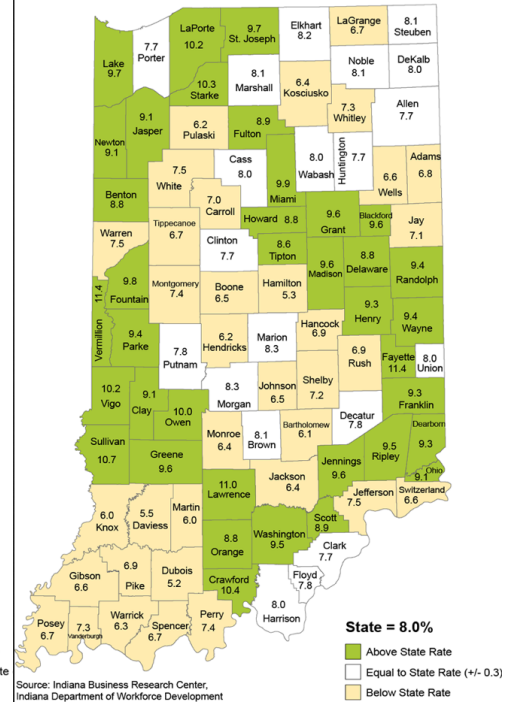 LaPorte
10.2
9.7
St. Joseph
Elkhart
8.2
LaGrange
6.7
8.1
Steuben
Lake
9.7
7.7
Porter
10.3
Starke
8.1
Marshall
6.4
Kosciusko
Noble
8.1
DeKalb
8.0
7.3
Whitley
Allen
7.7
Newton
9.1
9.1
Jasper
6.2
Pulaski
8.9
Fulton
Cass
8.0
9.9
Miami
8.0
Wabash
Huntington
7.7
6.6
Wells
Adams
6.8
Benton
8.8
7.5
White
7.0
Carroll
Howard 8.8
9.6
Grant
Blackford
9.6
Jay
7.1
Warren
7.5
Tippecanoe
6.7
Clinton
7.7
8.6
Tipton
9.6
Madison
8.8
Delaware
9.4
Randolph
Vermillion
11.4
9.8
Fountain
Montgomery
7.4
Boone
6.5
Hamilton
5.3
9.3
Henry
9.4
Wayne
9.4
Parke
7.8
Putnam
6.2
Hendricks
Marion
8.3
Hancock
6.9
6.9
Rush
Fayette
11.4
8.0
Union
10.2
Vigo
9.1
Clay
10.0
Owen
8.3
Morgan
Johnson
6.5
Shelby
7.2
Decatur
7.8
9.3
Franklin
Dearborn
9.3
Sullivan
10.7
Greene
9.6
Monroe
6.4
8.1
Brown
Bartholomew
6.1
Jennings
9.6
9.5
Ripley
Ohio
9.1
6.0
Knox
5.5
Daviess
Martin
6.0
11.0
Lawrence
Jackson
6.4
Jefferson
7.5
Switzerland
6.6
8.8
Orange
Washington
9.5
Scott
8.9
Clark
7.7
Floyd
7.8
8.0
Harrison
Gibson
6.6
6.9
Pike
Dubois
5.2
Crawford
10.4
Posey
6.7
7.3
Vanderburgh
Warrick
6.3
Spencer
6.7
Perry
7.4
State = 8.0%
Above State Rate
Equal to State Rate (+/- 0.3)
Below State Rate
te
Source: Indiana Business Research Center,
Indiana Department of Workforce Development